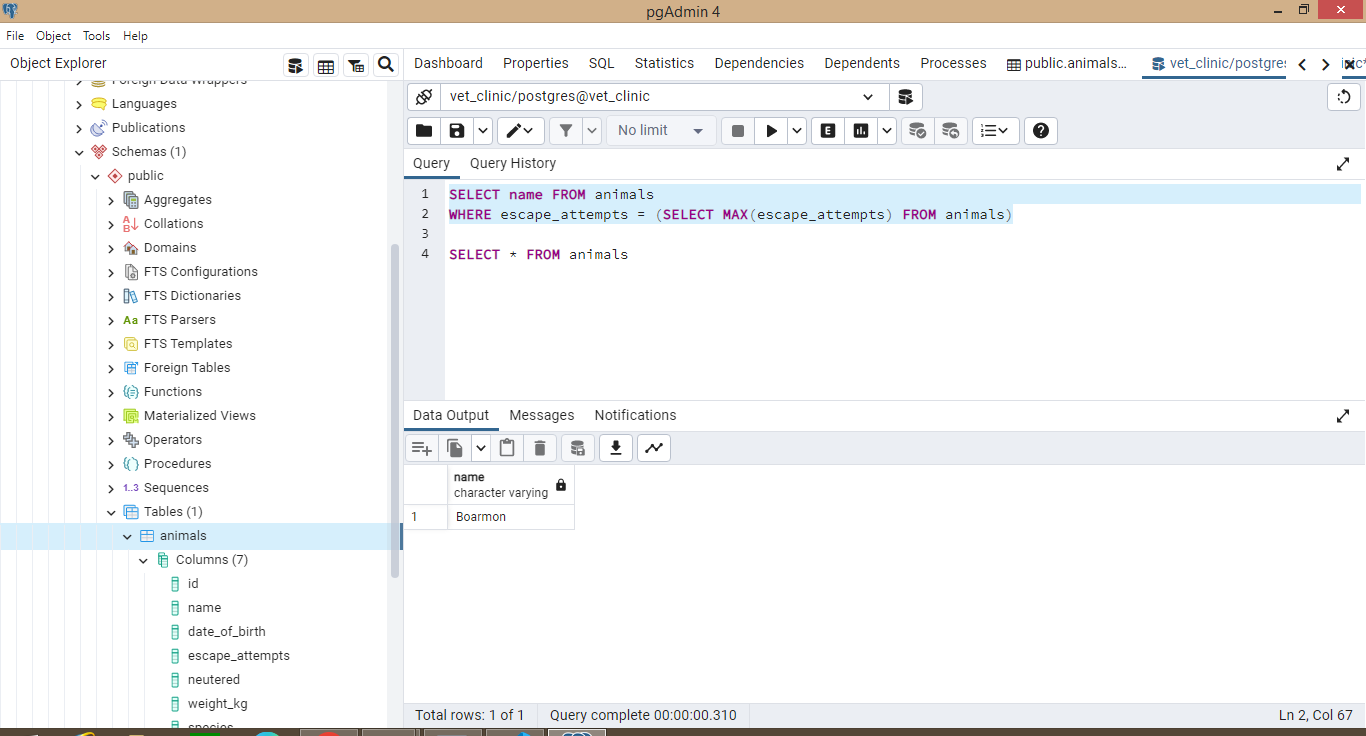 pgAdmin 4
File Object Tools Help
Object Explorer
Dashboard Properties SQL Statistics Dependencies Dependents Processes public.animals... vet_clinic/postgre
Foreign Data Wrappers
Languages
Publications
Schemas (1)
public
Aggregates
Collations
Domains
FTS Configurations
FTS Dictionaries
Aa FTS Parsers
FTS Templates
Foreign Tables
Functions
Materialized Views
Operators
Procedures
1..3 Sequences
Tables (1)
animals
Columns (7)
id
name
date_of_birth
escape_attempts
neutered
weight_kg
species
vet_clinic/postgres@vet_clinic
No limit
E
Query Query History
1 SELECT name FROM animals
2 WHERE escape_attempts = (SELECT MAX(escape_attempts) FROM animals)
3
4 SELECT * FROM animals
Data Output Messages Notifications
name
character varying
1 Boarmon
Total rows: 1 of 1 Query complete 00:00:00.310 Ln 2, Col 67